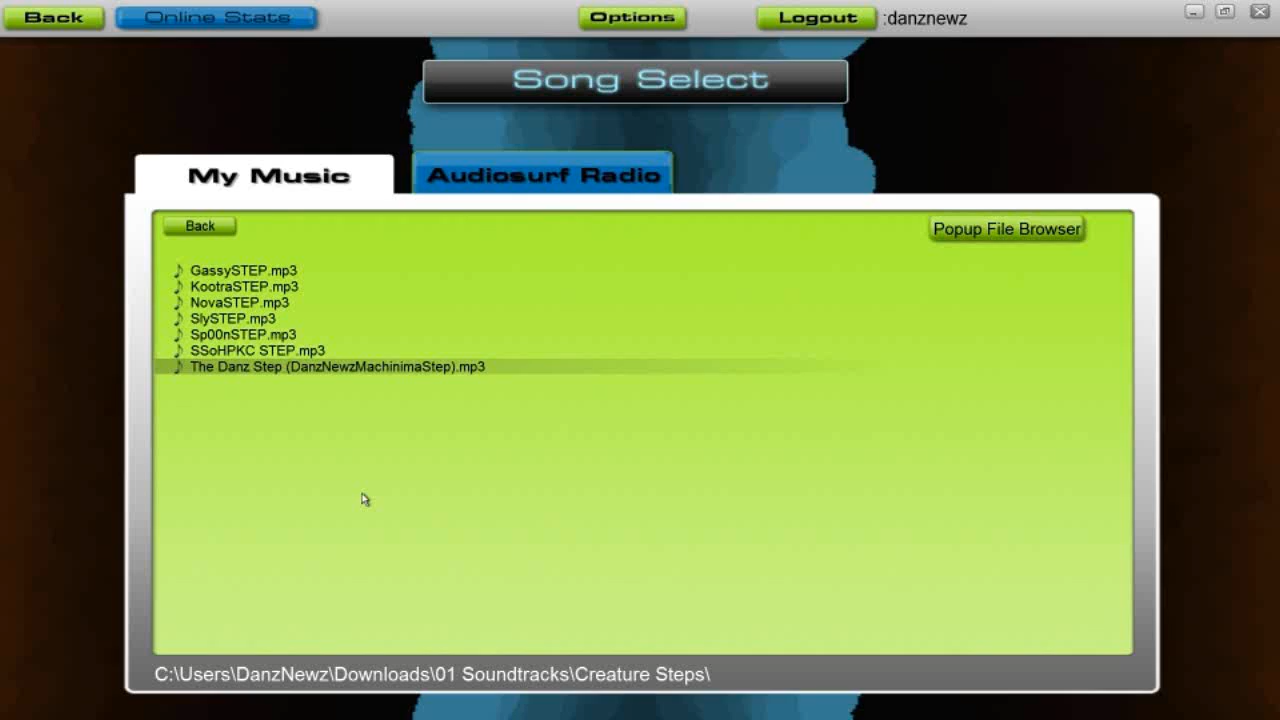 Back
Online Stats
Options
Logout
:danznewz
Song Select
My Music
Audiosurf Radio
Back
Popup File Browser
GassySTEP.mp3
KootraSTEP.mp3
NovaSTEP.mp3
SlySTEP.mp3
Sp00nSTEP.mp3
SSoHPKC STEP.mp3
The Danz Step (DanzNewzMachinimaStep).mp3
C:\Users\DanzNewz\Downloads\01 Soundtracks\Creature Steps\